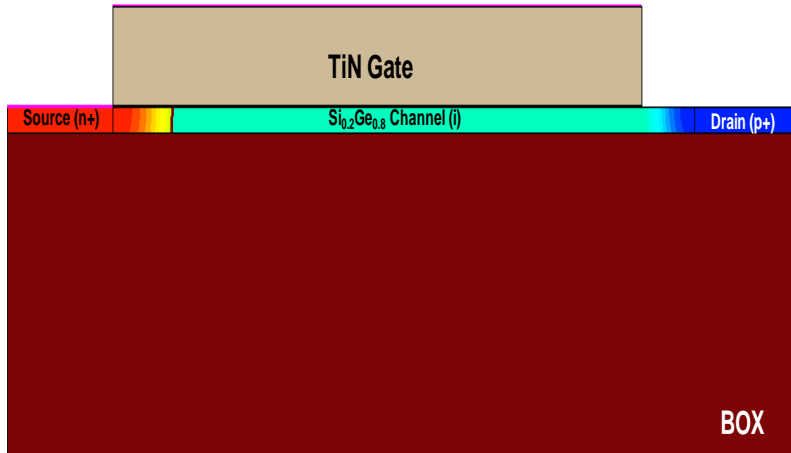 TiN Gate
Source (n+) Si₀.₂Ge₀.₈ Channel (i) Drain (p+)
BOX